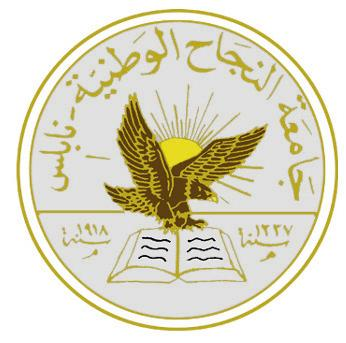 جامعة النجاح الوطنية - نابلس
١٣٣٧ سنة
١٩١٨ سنة
م